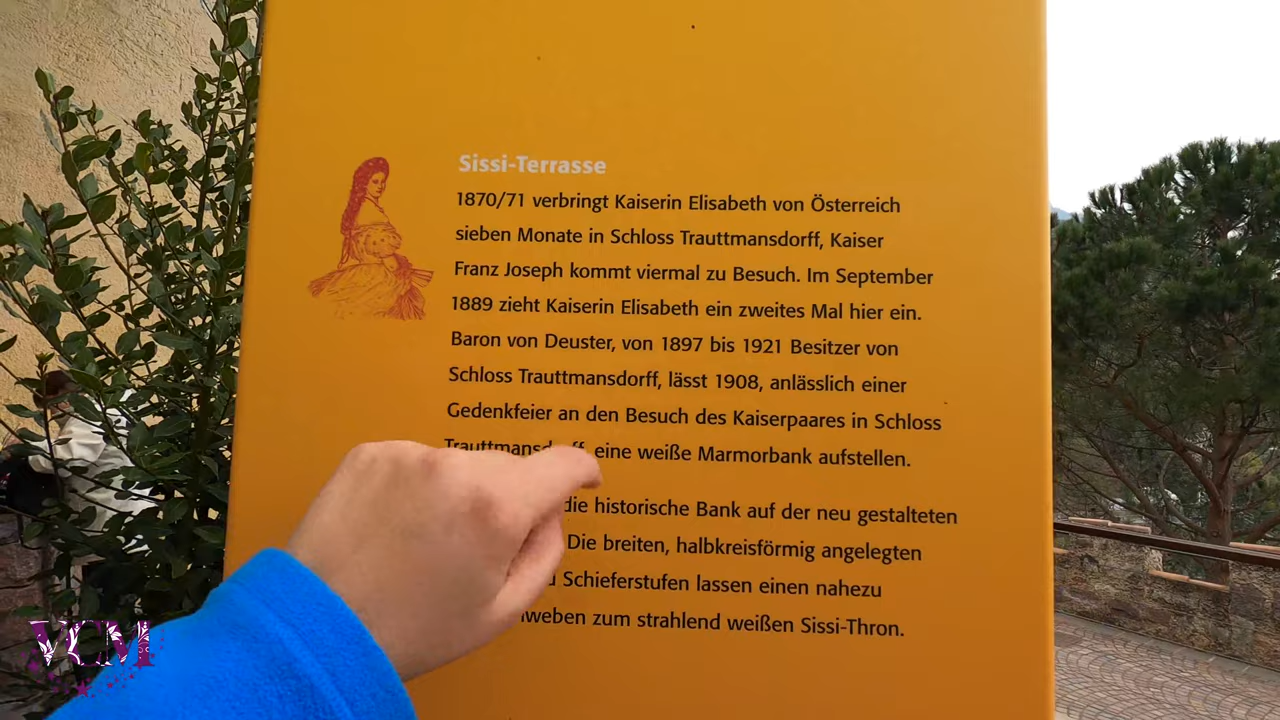 Sissi-Terrasse
1870/71 verbringt Kaiserin Elisabeth von Österreich
sieben Monate in Schloss Trauttmansdorff, Kaiser
Franz Joseph kommt viermal zu Besuch. Im September
1889 zieht Kaiserin Elisabeth ein zweites Mal hier ein.
Baron von Deuster, von 1897 bis 1921 Besitzer von
Schloss Trauttmansdorff, lässt 1908, anlässlich einer
Gedenkfeier an den Besuch des Kaiserpaares in Schloss
Trauttmansdorff eine weiße Marmorbank aufstellen.
die historische Bank auf der neu gestalteten
Die breiten, halbkreisförmig angelegten
Schieferstufen lassen einen nahezu
zum strahlend weißen Sissi-Thron.
VCM